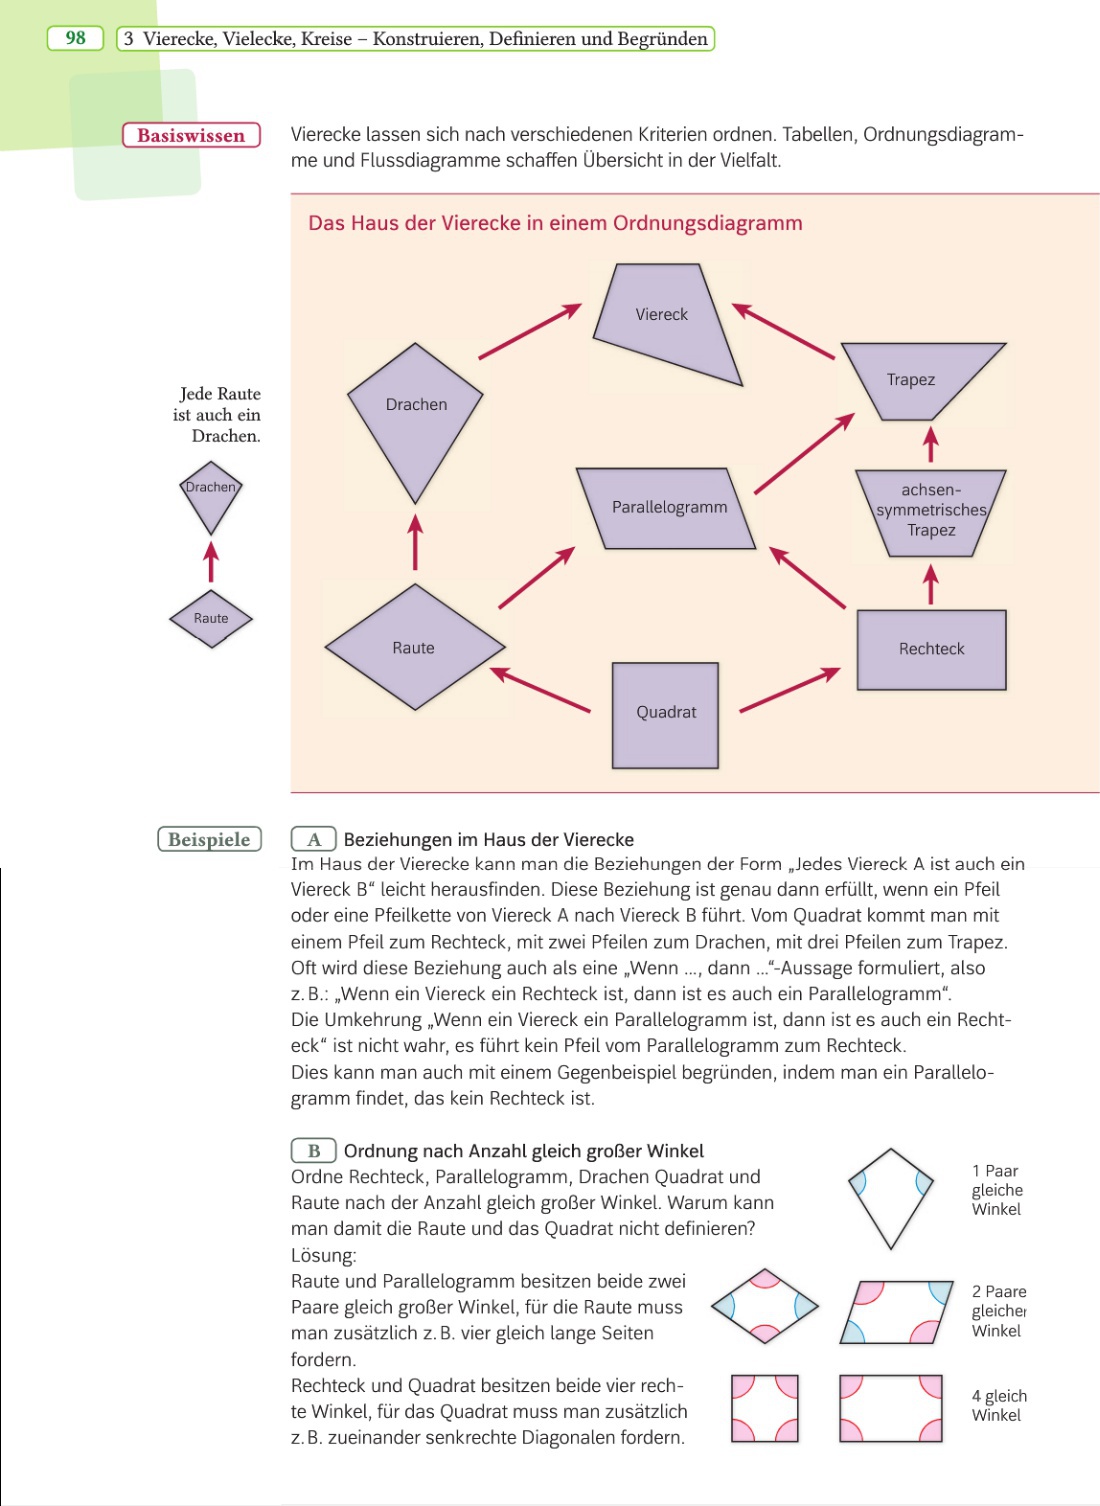 98
3 Vierecke, Vielecke, Kreise – Konstruieren, Definieren und Begründen
Basiswissen
Vierecke lassen sich nach verschiedenen Kriterien ordnen. Tabellen, Ordnungsdiagram-
me und Flussdiagramme schaffen Übersicht in der Vielfalt.
Das Haus der Vierecke in einem Ordnungsdiagramm
Viereck
Drachen
Trapez
Parallelogramm
achsen-
symmetrisches
Trapez
Raute
Rechteck
Quadrat
Jede Raute
ist auch ein
Drachen.
Drachen
Raute
Beispiele
A Beziehungen im Haus der Vierecke
Im Haus der Vierecke kann man die Beziehungen der Form „Jedes Viereck A ist auch ein
Viereck B“ leicht herausfinden. Diese Beziehung ist genau dann erfüllt, wenn ein Pfeil
oder eine Pfeilkette von Viereck A nach Viereck B führt. Vom Quadrat kommt man mit
einem Pfeil zum Rechteck, mit zwei Pfeilen zum Drachen, mit drei Pfeilen zum Trapez.
Oft wird diese Beziehung auch als eine „Wenn ..., dann ...“-Aussage formuliert, also
z. B.: „Wenn ein Viereck ein Rechteck ist, dann ist es auch ein Parallelogramm“.
Die Umkehrung „Wenn ein Viereck ein Parallelogramm ist, dann ist es auch ein Recht-
eck“ ist nicht wahr, es führt kein Pfeil vom Parallelogramm zum Rechteck.
Dies kann man auch mit einem Gegenbeispiel begründen, indem man ein Parallelo-
gramm findet, das kein Rechteck ist.
B Ordnung nach Anzahl gleich großer Winkel
Ordne Rechteck, Parallelogramm, Drachen Quadrat und
Raute nach der Anzahl gleich großer Winkel. Warum kann
man damit die Raute und das Quadrat nicht definieren?
Lösung:
Raute und Parallelogramm besitzen beide zwei
Paare gleich großer Winkel, für die Raute muss
man zusätzlich z. B. vier gleich lange Seiten
fordern.
Rechteck und Quadrat besitzen beide vier rech-
te Winkel, für das Quadrat muss man zusätzlich
z. B. zueinander senkrechte Diagonalen fordern.
1 Paar
gleiche
Winkel
2 Paare
gleicher
Winkel
4 gleich
Winkel